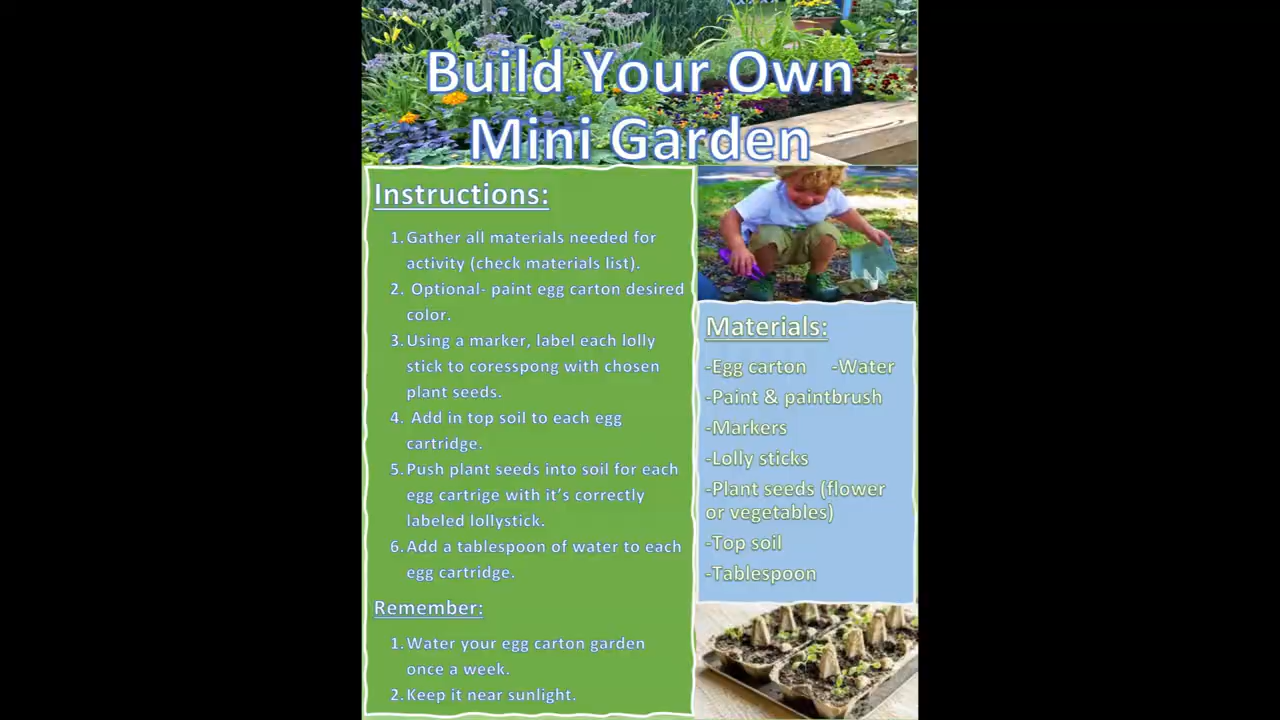 Build Your Own
Mini Garden
Instructions:
1. Gather all materials needed for
activity (check materials list).
2. Optional- paint egg carton desired
color.
3. Using a marker, label each lolly
stick to coresspong with chosen
plant seeds.
4. Add in top soil to each egg
cartridge.
5. Push plant seeds into soil for each
egg cartrige with it's correctly
labeled lollystick.
6. Add a tablespoon of water to each
egg cartridge.
Remember:
1. Water your egg carton garden
once a week.
2. Keep it near sunlight.
Materials:
-Egg carton -Water
-Paint & paintbrush
-Markers
-Lolly sticks
-Plant seeds (flower
or vegetables)
-Top soil
-Tablespoon